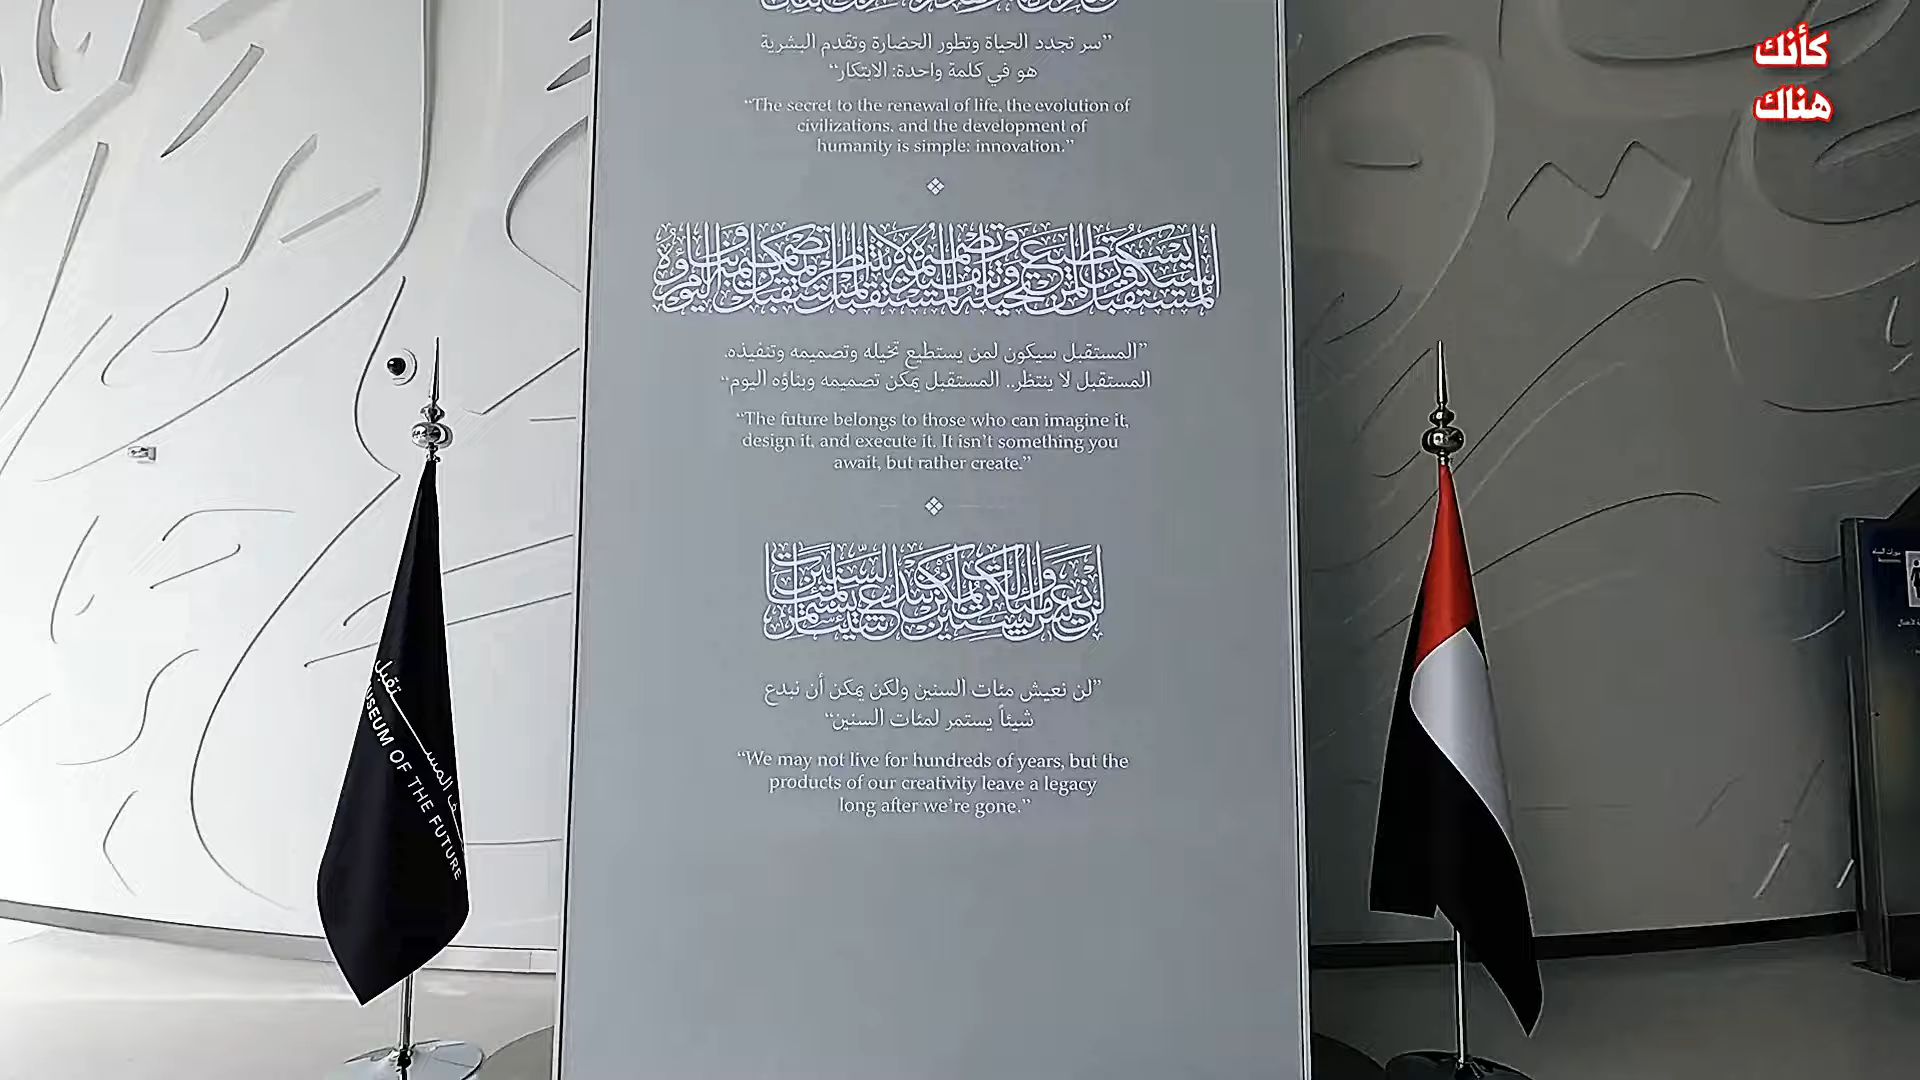 كأنك
هناك
”سر تجدد الحياة وتطور الحضارة وتقدم البشرية
هو في كلمة واحدة: الابتكار“
“The secret to the renewal of life, the evolution of
civilizations, and the development of
humanity is simple: innovation.”
”المستقبل سيكون لمن يستطيع تخيله وتصميمه وتنفيذه،
المستقبل لا ينتظر.. المستقبل يمكن تصميمه وبناؤه اليوم“
“The future belongs to those who can imagine it,
design it, and execute it. It isn’t something you
await, but rather create.”
”لن نعيش مئات السنين ولكن يمكن أن نبدع
شيئاً يستمر لمئات السنين“
“We may not live for hundreds of years, but the
products of our creativity leave a legacy
long after we’re gone.”
MUSEUM OF THE FUTURE